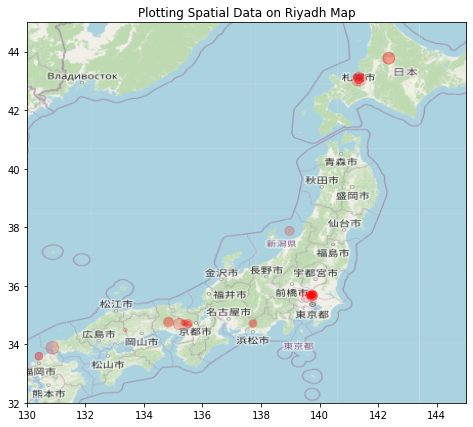 Plotting Spatial Data on Riyadh Map
44
42
40
38
36
34
32
Владивосток
札幌市
日本
青森市
秋田市
盛岡市
仙台市
新潟県
福島市
金沢市
長野市
宇都宮市
福井市
前橋市
松江市
名古屋市
東京都
広島市
京都市
岡山市
浜松市
東京都
松山市
福岡市
熊本市
130
132
134
136
138
140
142
144